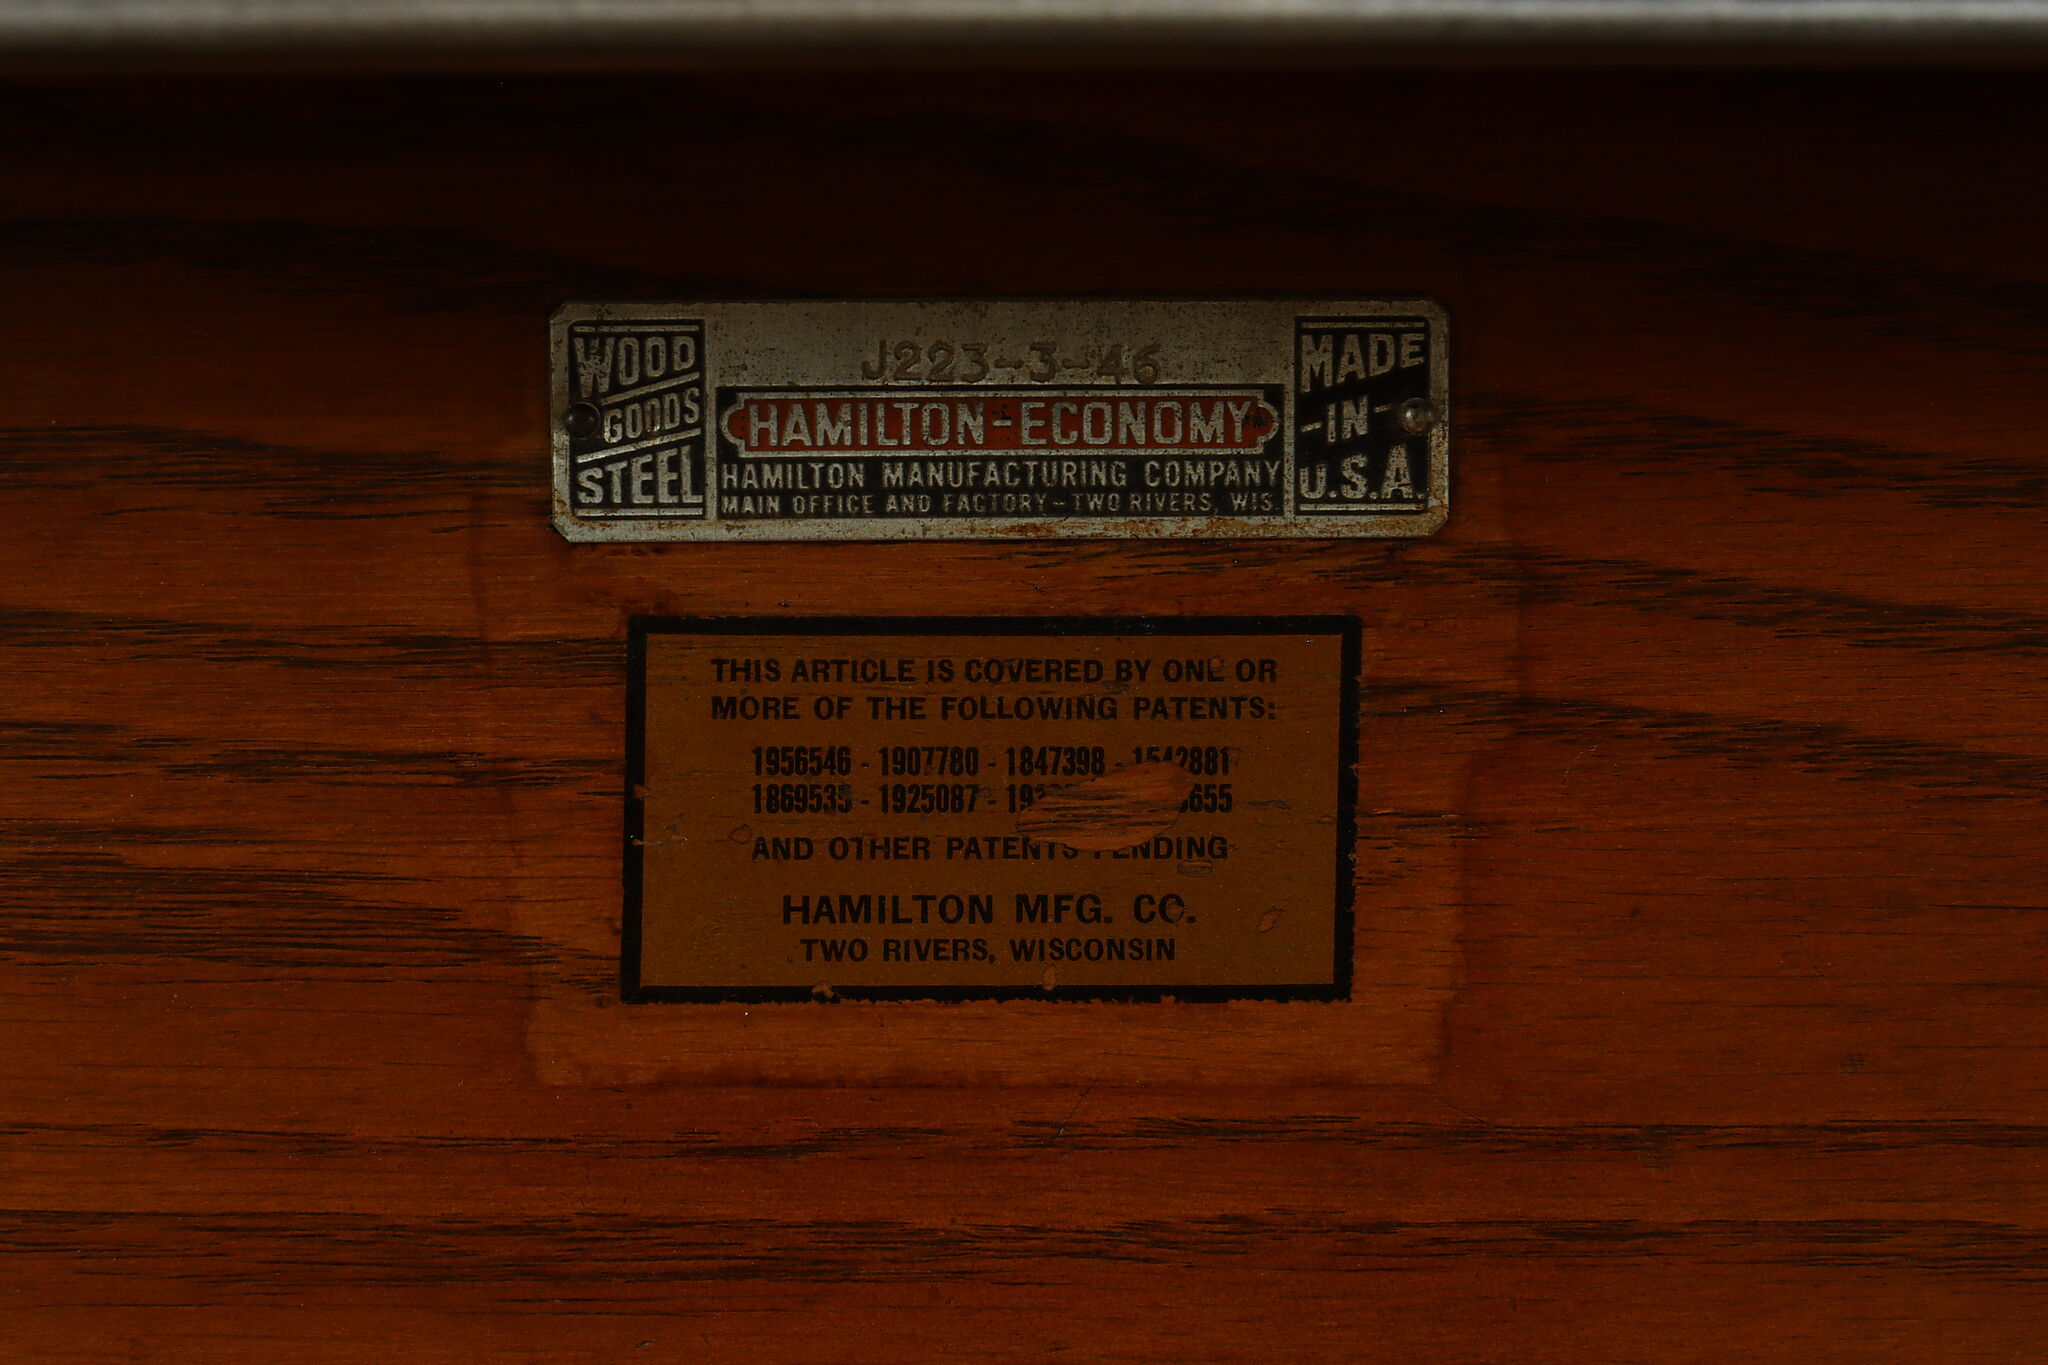 J223-3-46
WOOD
GOODS
STEEL
HAMILTON-ECONOMY
HAMILTON MANUFACTURING COMPANY
MAIN OFFICE AND FACTORY-TWO RIVERS, WIS.
MADE
-IN-
U.S.A.
THIS ARTICLE IS COVERED BY ONE OR
MORE OF THE FOLLOWING PATENTS:
1956546 - 1907780 - 1847398 - 1542881
1869535 - 1925087 -
AND OTHER PATENTS PENDING
HAMILTON MFG. CO.
TWO RIVERS, WISCONSIN